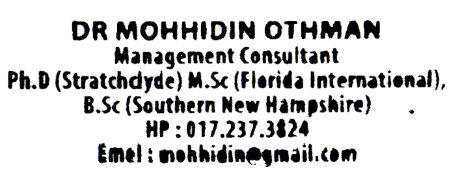 DR MOHHIDIN OTHMAN
Management Consultant
Ph.D (Stratchclyde) M.Sc (Florida International),
B.Sc (Southern New Hampshire)
HP : 017.237.3824
Emel : mohhidin@gmail.com